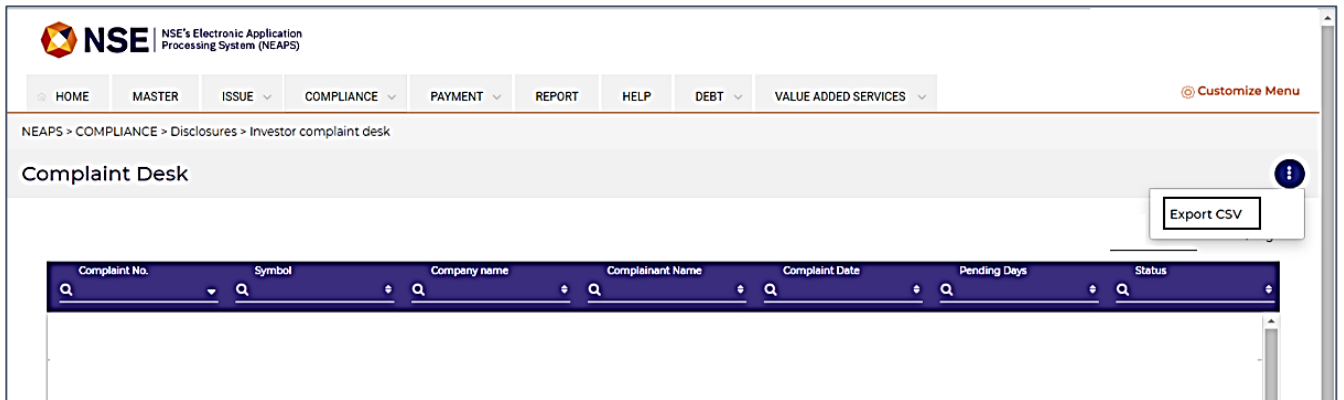 NSE NSE's Electronic Application
Processing System (NEAPS)
HOME MASTER ISSUE COMPLIANCE PAYMENT REPORT HELP DEBT VALUE ADDED SERVICES Customize Menu
NEAPS > COMPLIANCE > Disclosures > Investor complaint desk
Complaint Desk
Export CSV
Complaint No. Symbol Company name Complainant Name Complaint Date Pending Days Status